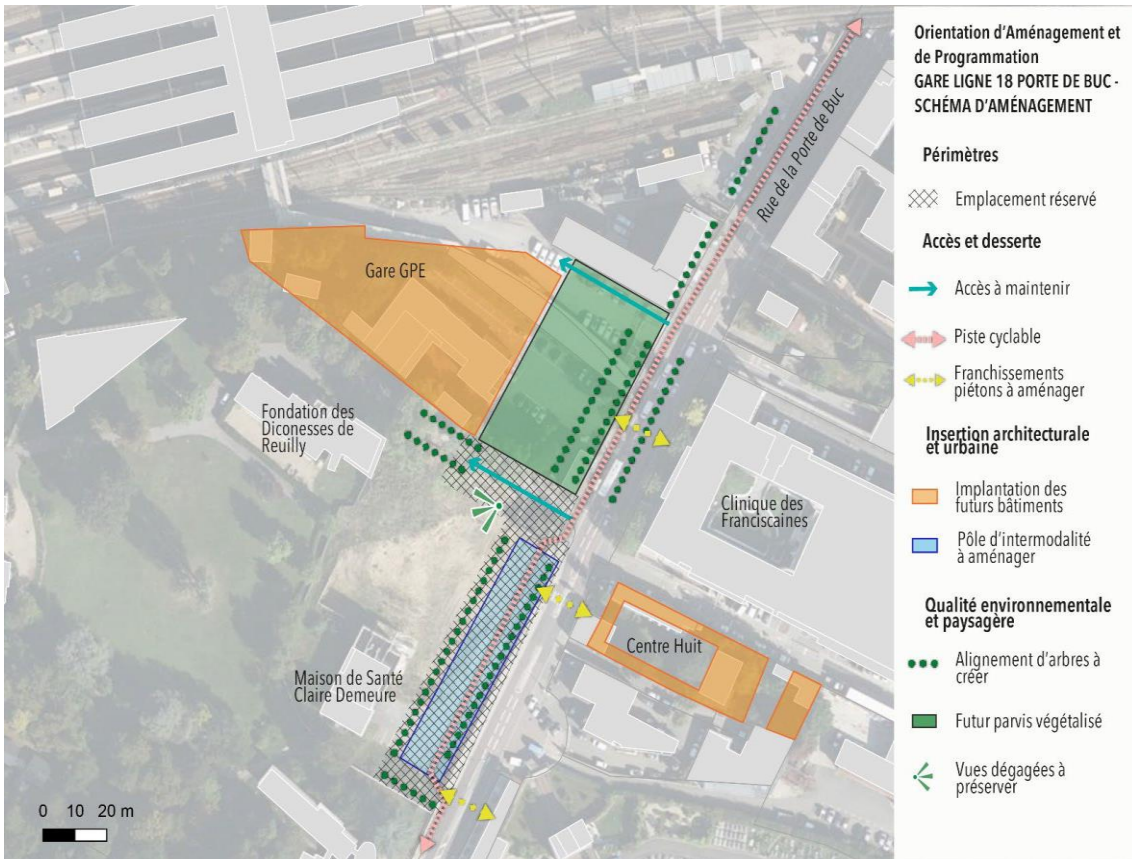 Orientation d'Aménagement et
de Programmation
GARE LIGNE 18 PORTE DE BUC -
SCHÉMA D'AMÉNAGEMENT
Périmètres
Emplacement réservé
Accès et desserte
Accès à maintenir
Piste cyclable
Franchissements
piétons à aménager
Insertion architecturale
et urbaine
Implantation des
futurs bâtiments
Pôle d'intermodalité
à aménager
Qualité environnementale
et paysagère
Alignement d'arbres à
créer
Futur parvis végétalisé
Vues dégagées à
préserver
Rue de la Porte de Buc
Gare GPE
Fondation des
Diconesses de
Reuilly
Clinique des
Franciscaines
Centre Huit
Maison de Santé
Claire Demeure
0 10 20 m